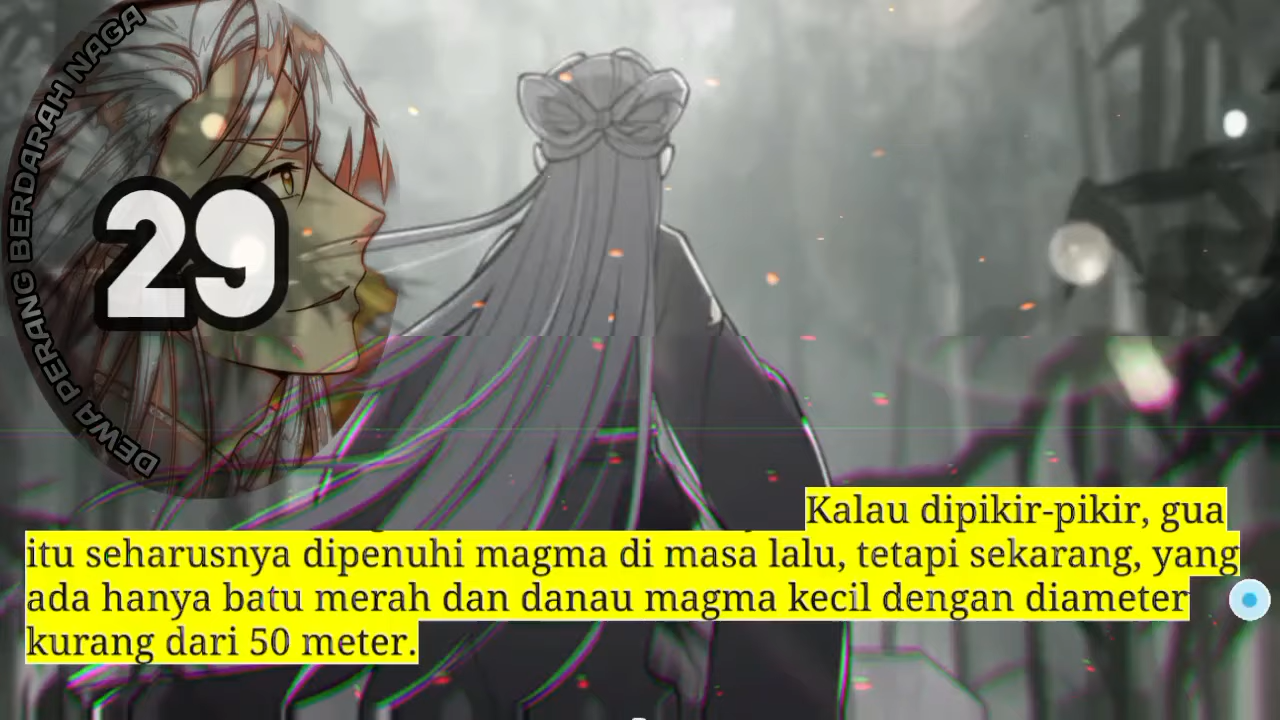 DEWA PERANG BERDARAH NAGA
29
Kalau dipikir-pikir, gua
itu seharusnya dipenuhi magma di masa lalu, tetapi sekarang, yang
ada hanya batu merah dan danau magma kecil dengan diameter
kurang dari 50 meter.